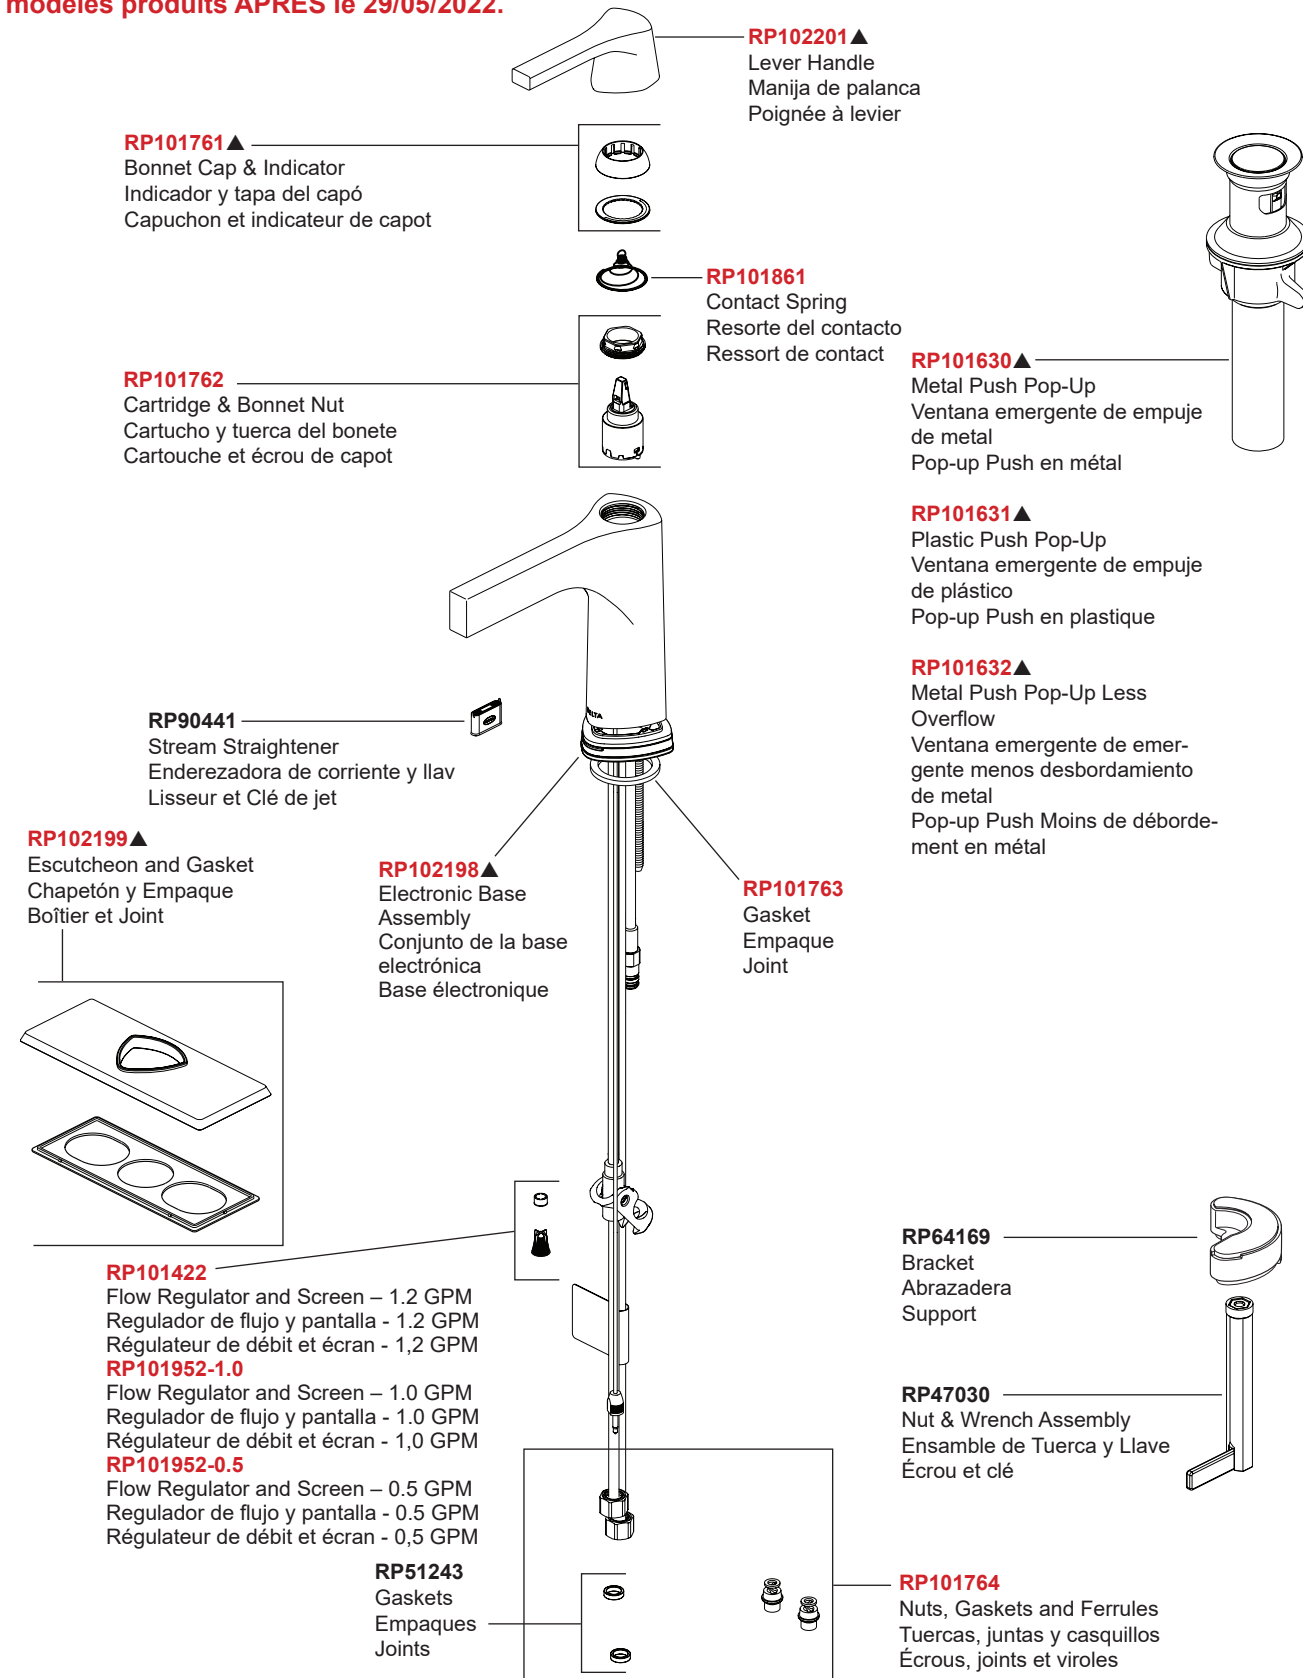 modèles produits APRÈS le 29/05/2022.
RP102201▲
Lever Handle
Manija de palanca
Poignée à levier
RP101761▲
Bonnet Cap & Indicator
Indicador y tapa del capó
Capuchon et indicateur de capot
RP101861
Contact Spring
Resorte del contacto
Ressort de contact
RP101762
Cartridge & Bonnet Nut
Cartucho y tuerca del bonete
Cartouche et écrou de capot
RP101630▲
Metal Push Pop-Up
Ventana emergente de empuje
de metal
Pop-up Push en métal
RP101631▲
Plastic Push Pop-Up
Ventana emergente de empuje
de plástico
Pop-up Push en plastique
RP101632▲
Metal Push Pop-Up Less
Overflow
Ventana emergente de emer-
gente menos desbordamiento
de metal
Pop-up Push Moins de déborde-
ment en métal
RP90441
Stream Straightener
Enderezadora de corriente y llav
Lisseur et Clé de jet
RP102199▲
Escutcheon and Gasket
Chapetón y Empaque
Boîtier et Joint
RP102198▲
Electronic Base
Assembly
Conjunto de la base
electrónica
Base électronique
RP101763
Gasket
Empaque
Joint
RP101422
Flow Regulator and Screen – 1.2 GPM
Regulador de flujo y pantalla - 1.2 GPM
Régulateur de débit et écran - 1,2 GPM
RP101952-1.0
Flow Regulator and Screen – 1.0 GPM
Regulador de flujo y pantalla - 1.0 GPM
Régulateur de débit et écran - 1,0 GPM
RP101952-0.5
Flow Regulator and Screen – 0.5 GPM
Regulador de flujo y pantalla - 0.5 GPM
Régulateur de débit et écran - 0,5 GPM
RP64169
Bracket
Abrazadera
Support
RP47030
Nut & Wrench Assembly
Ensamble de Tuerca y Llave
Écrou et clé
RP51243
Gaskets
Empaques
Joints
RP101764
Nuts, Gaskets and Ferrules
Tuercas, juntas y casquillos
Écrous, joints et viroles